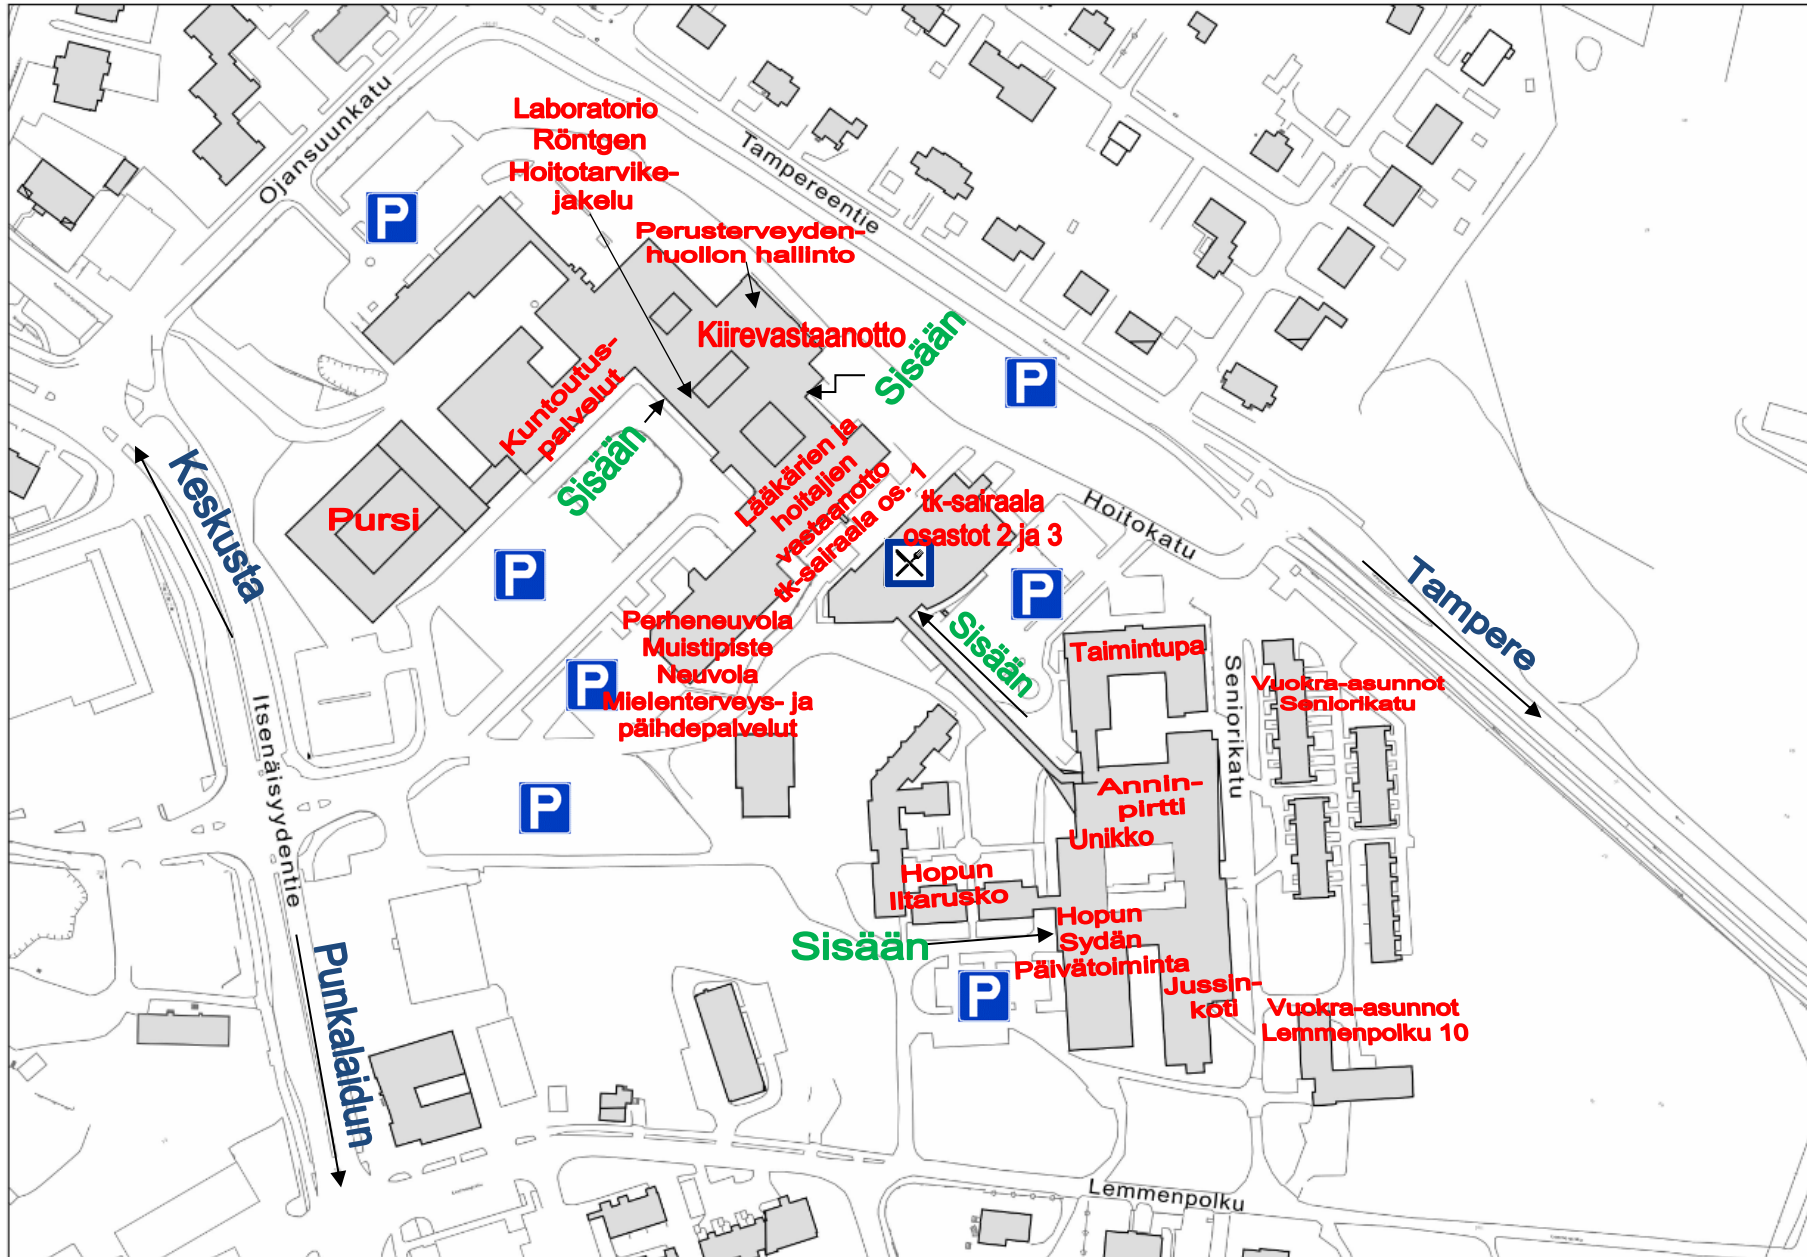 Laboratorio
Röntgen
Hoitotarvike-
jakelu
Ojansuunkatu
Tampereentie
P
Perusterveyden-
huollon hallinto
Kiirevastaanotto
Sisään
P
Kuntoutus-
palvelut
Sisään
Keskusta
Pursi
Lääkärien ja
hoitajien
vastaanotto
tk-sairaala os. 1
tk-sairaala
osastot 2 ja 3
Hoitokatu
P
P
Tampere
Sisään
Perheneuvola
Muistipiste
Neuvola
Mielenterveys- ja
päihdepalvelut
P
Taimintupa
Seniorikatu
Vuokra-asunnot
Seniorikatu
Itsenäisyydentie
P
Annin-
pirtti
Unikko
Hopun
Iltarusko
Hopun
Sydän
Päivätoiminta
Sisään
P
Jussin-
koti
Vuokra-asunnot
Lemmenpolku 10
Punkalaidun
Lemmenpolku